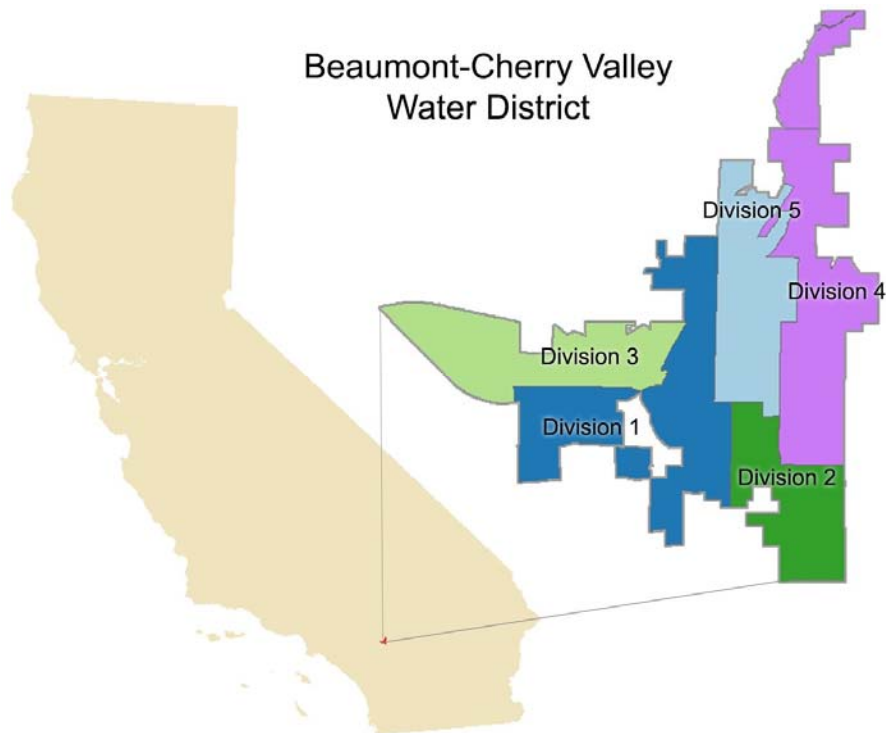 Beaumont-Cherry Valley
Water District
Division 5
Division 4
Division 3
Division 1
Division 2